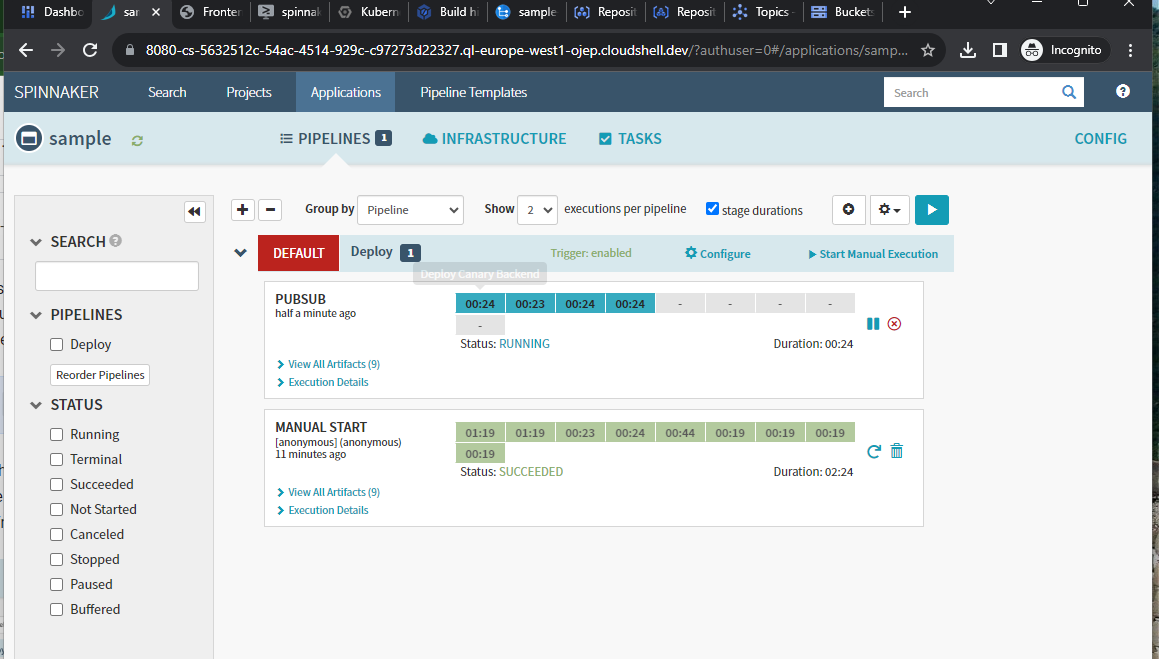 Dashbo
sar
Fronter
spinnak
Kuberne
Build hi
sample
Reposit
Reposit
Topics -
Buckets
8080-cs-5632512c-54ac-4514-929c-c97273d22327.ql-europe-west1-ojep.cloudshell.dev/?authuser=0#/applications/samp...
Incognito
SPINNAKER Search Projects Applications Pipeline Templates Search
sample PIPELINES 1 INFRASTRUCTURE TASKS CONFIG
Group by Pipeline Show 2 executions per pipeline stage durations
SEARCH
PIPELINES
Deploy
Reorder Pipelines
STATUS
Running
Terminal
Succeeded
Not Started
Canceled
Stopped
Paused
Buffered
DEFAULT Deploy 1 Trigger: enabled Configure Start Manual Execution
Deploy Canary Backend
PUBSUB
half a minute ago
00:24 00:23 00:24 00:24 - - - -
-
Status: RUNNING Duration: 00:24
View All Artifacts (9)
Execution Details
MANUAL START
[anonymous] (anonymous)
11 minutes ago
01:19 01:19 00:23 00:24 00:44 00:19 00:19 00:19
00:19
Status: SUCCEEDED Duration: 02:24
View All Artifacts (9)
Execution Details